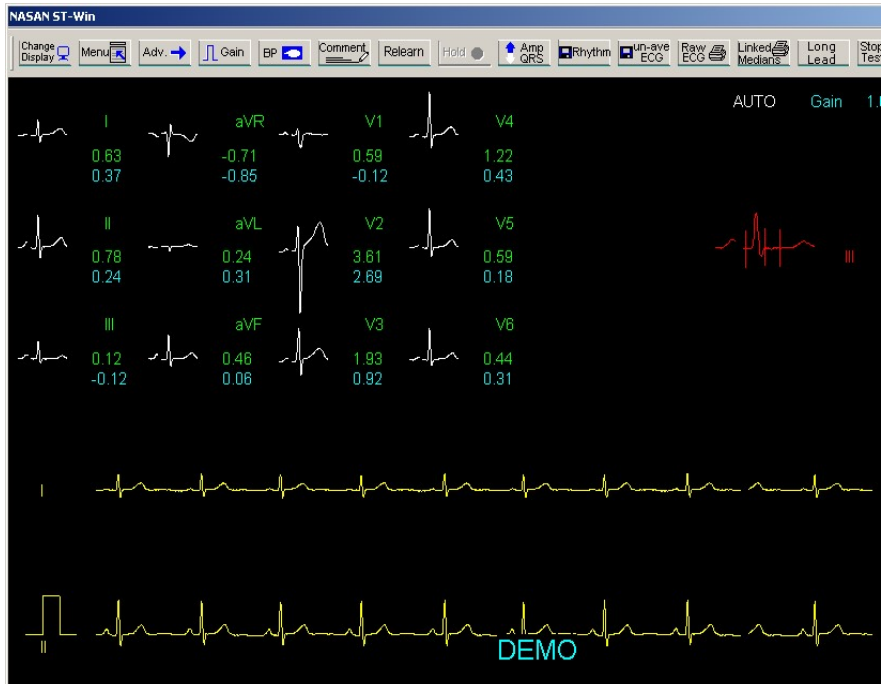 NASAN ST-Win
Change Display Menu Adv. Gain BP Comment Relearn Hold Amp QRS Rhythm un-ave ECG Raw ECG Linked Medians Long Lead Stop Test
AUTO Gain 1.0
I aVR V1 V4
0.63 -0.71 0.59 1.22
0.37 -0.85 -0.12 0.43
II aVL V2 V5
0.78 0.24 3.61 0.59
0.24 0.31 2.69 0.18
III
III aVF V3 V6
0.12 0.46 1.93 0.44
-0.12 0.06 0.92 0.31
I
II
DEMO